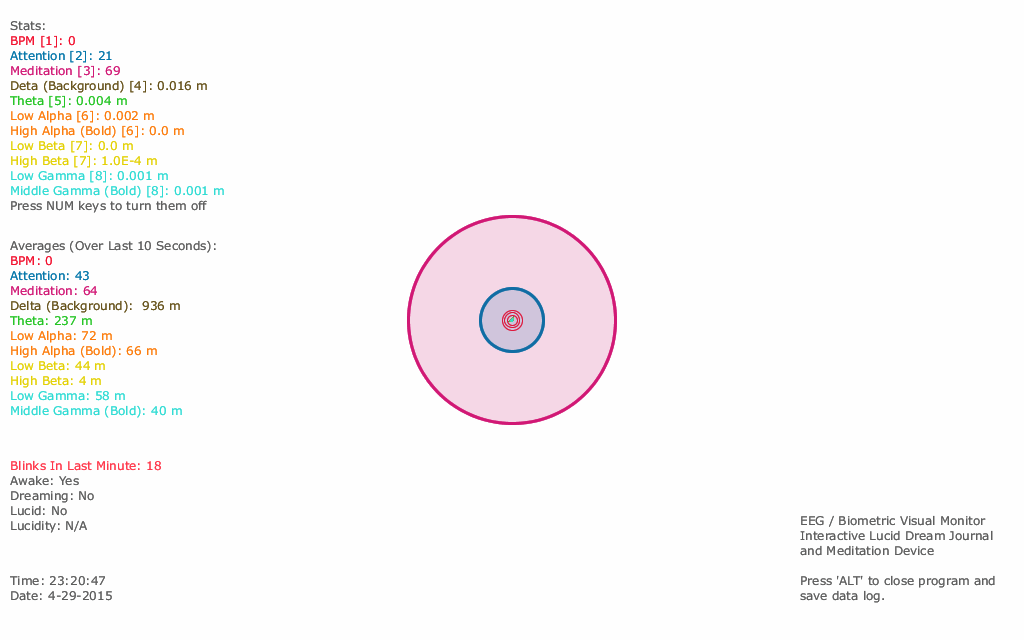 Stats:
BPM [1]: 0
Attention [2]: 21
Meditation [3]: 69
Deta (Background) [4]: 0.016 m
Theta [5]: 0.004 m
Low Alpha [6]: 0.002 m
High Alpha (Bold) [6]: 0.0 m
Low Beta [7]: 0.0 m
High Beta [7]: 1.0E-4 m
Low Gamma [8]: 0.001 m
Middle Gamma (Bold) [8]: 0.001 m
Press NUM keys to turn them off
Averages (Over Last 10 Seconds):
BPM: 0
Attention: 43
Meditation: 64
Delta (Background):  936 m
Theta: 237 m
Low Alpha: 72 m
High Alpha (Bold): 66 m
Low Beta: 44 m
High Beta: 4 m
Low Gamma: 58 m
Middle Gamma (Bold): 40 m
Blinks In Last Minute: 18
Awake: Yes
Dreaming: No
Lucid: No
Lucidity: N/A
Time: 23:20:47
Date: 4-29-2015
EEG / Biometric Visual Monitor
Interactive Lucid Dream Journal
and Meditation Device
Press 'ALT' to close program and
save data log.